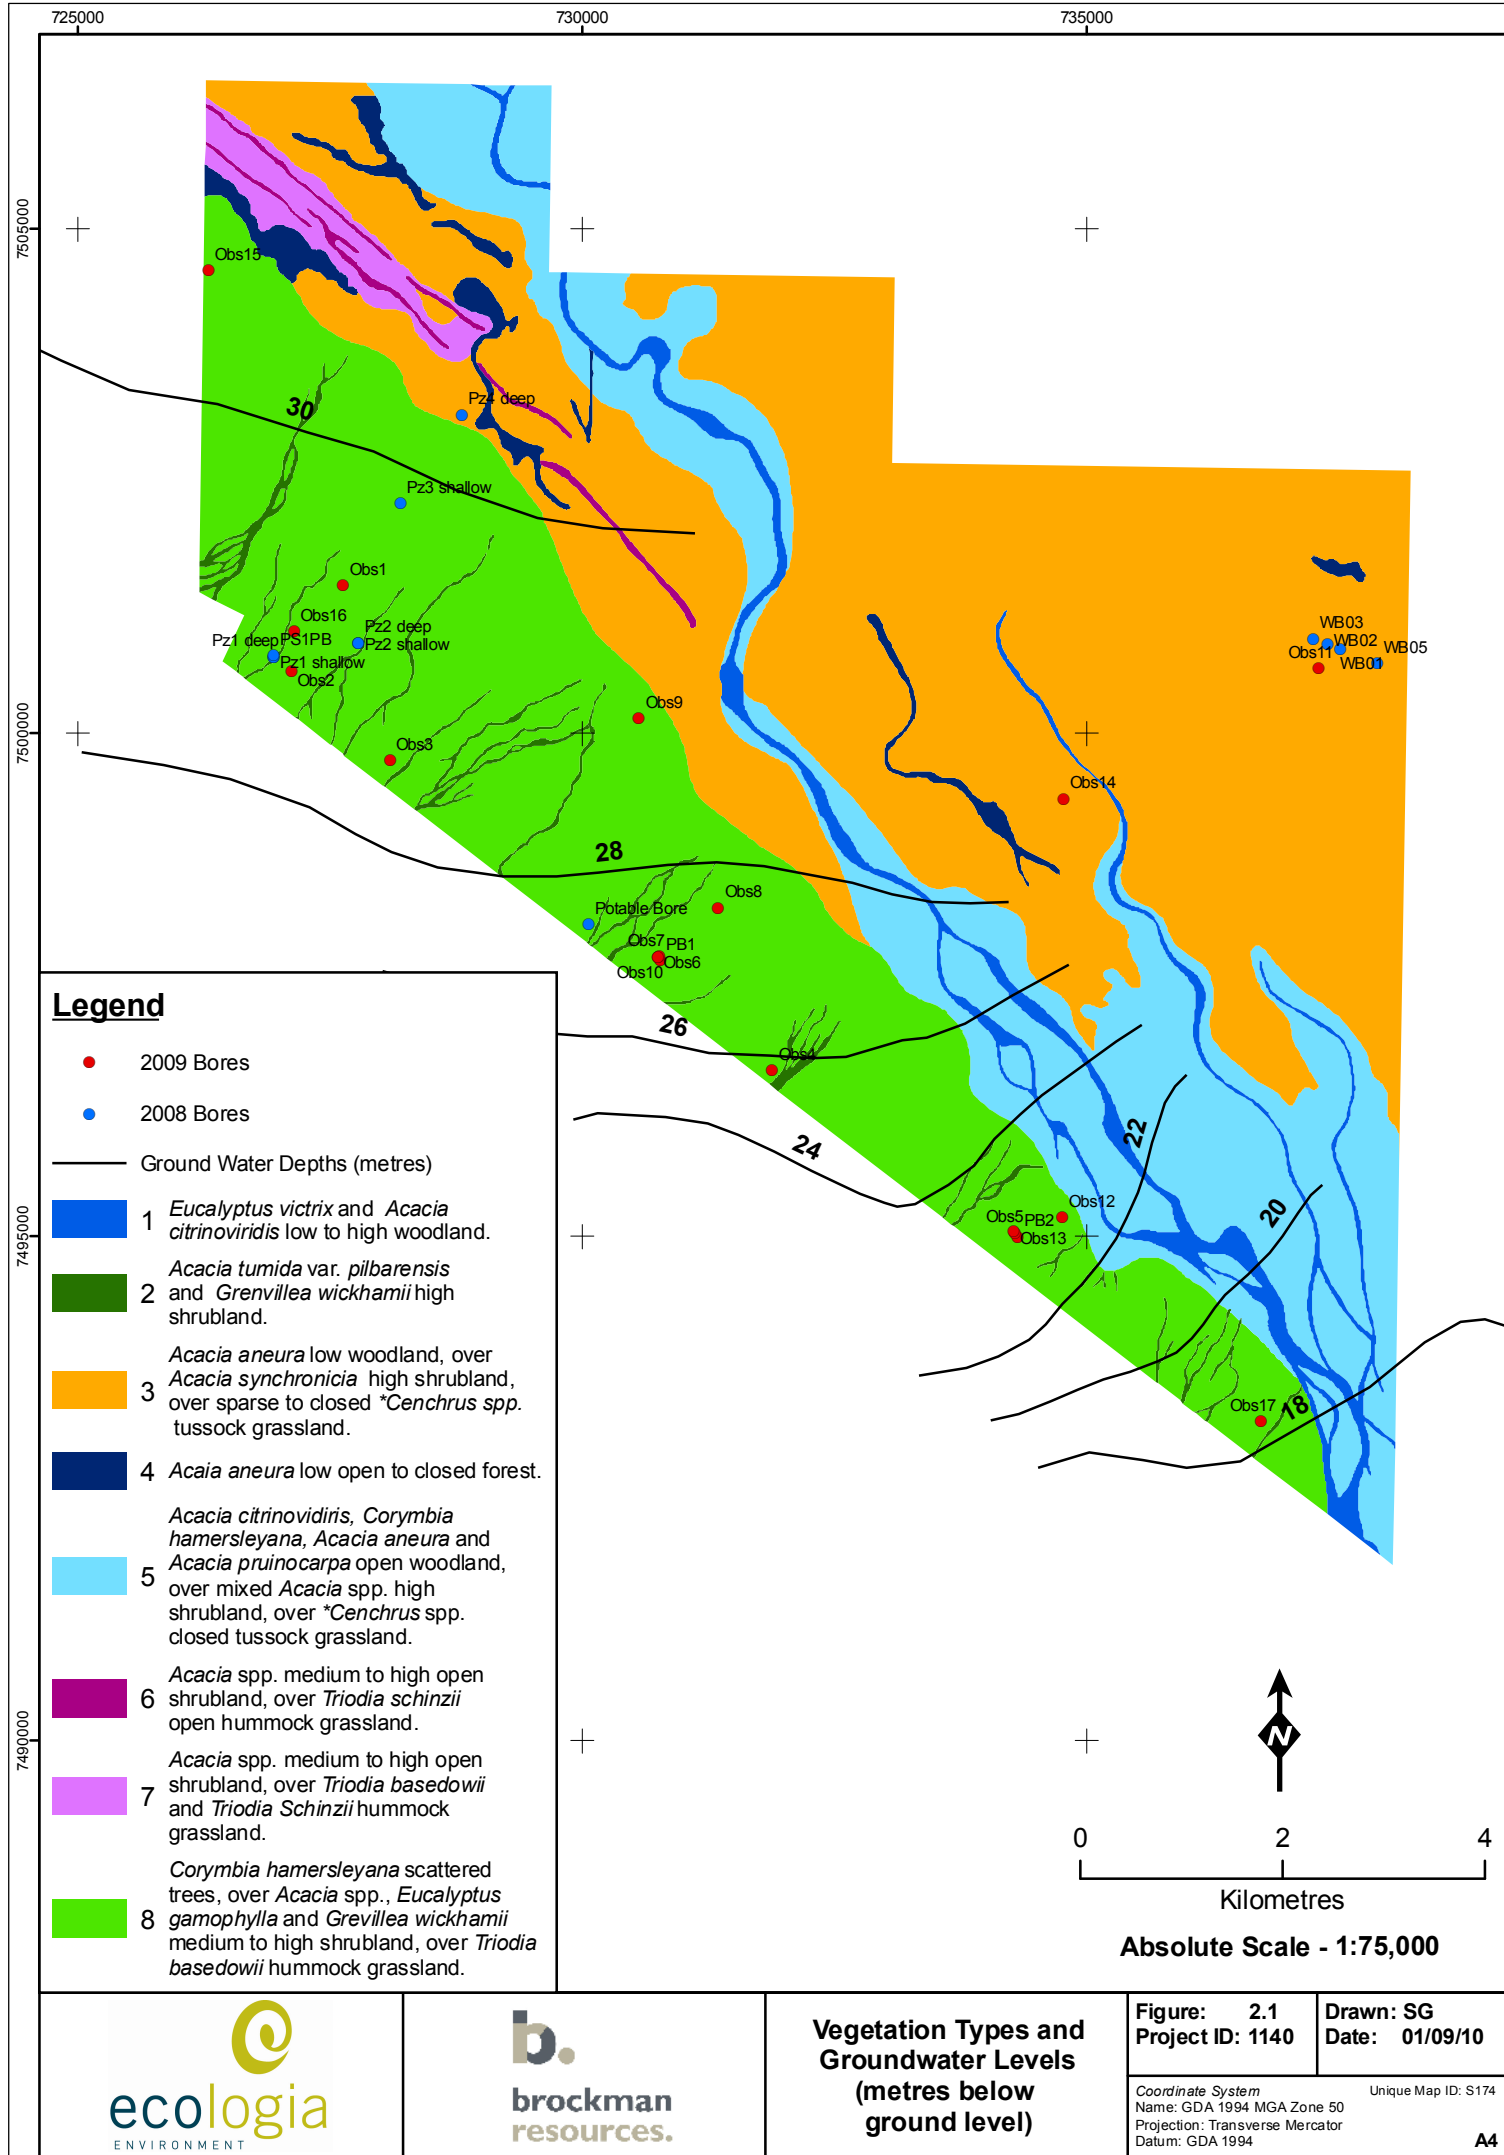 725000
730000
735000
7505000
7500000
7495000
7490000
Obs15
30
Pz4 deep
Pz3 shallow
Obs1
Obs16
Pz2 deep
Pz1 deep PS1PB
Pz2 shallow
Pz1 shallow
Obs2
Obs9
Obs3
WB03
WB02
WB05
Obs11
WB01
Obs14
28
Obs8
Potable Bore
Obs7 PB1
Obs6
Obs10
26
Obs4
24
22
Obs12
Obs5 PB2
Obs13
20
Obs17
18
Legend
2009 Bores
2008 Bores
Ground Water Depths (metres)
1 Eucalyptus victrix and Acacia
citrinoviridis low to high woodland.
Acacia tumida var. pilbarensis
2 and Grenvillea wickhamii high
shrubland.
Acacia aneura low woodland, over
Acacia synchronicia high shrubland,
3 over sparse to closed *Cenchrus spp.
tussock grassland.
4 Acaia aneura low open to closed forest.
Acacia citrinovidiris, Corymbia
hamersleyana, Acacia aneura and
5 Acacia pruinocarpa open woodland,
over mixed Acacia spp. high
shrubland, over *Cenchrus spp.
closed tussock grassland.
Acacia spp. medium to high open
6 shrubland, over Triodia schinzii
open hummock grassland.
Acacia spp. medium to high open
7 shrubland, over Triodia basedowii
and Triodia Schinzii hummock
grassland.
Corymbia hamersleyana scattered
trees, over Acacia spp., Eucalyptus
8 gamophylla and Grevillea wickhamii
medium to high shrubland, over Triodia
basedowii hummock grassland.
N
0 2 4
Kilometres
Absolute Scale - 1:75,000
ecologia
ENVIRONMENT
b.
brockman
resources.
Vegetation Types and
Groundwater Levels
(metres below
ground level)
Figure: 2.1
Project ID: 1140
Drawn: SG
Date: 01/09/10
Coordinate System
Name: GDA 1994 MGA Zone 50
Projection: Transverse Mercator
Datum: GDA 1994
Unique Map ID: S174
A4